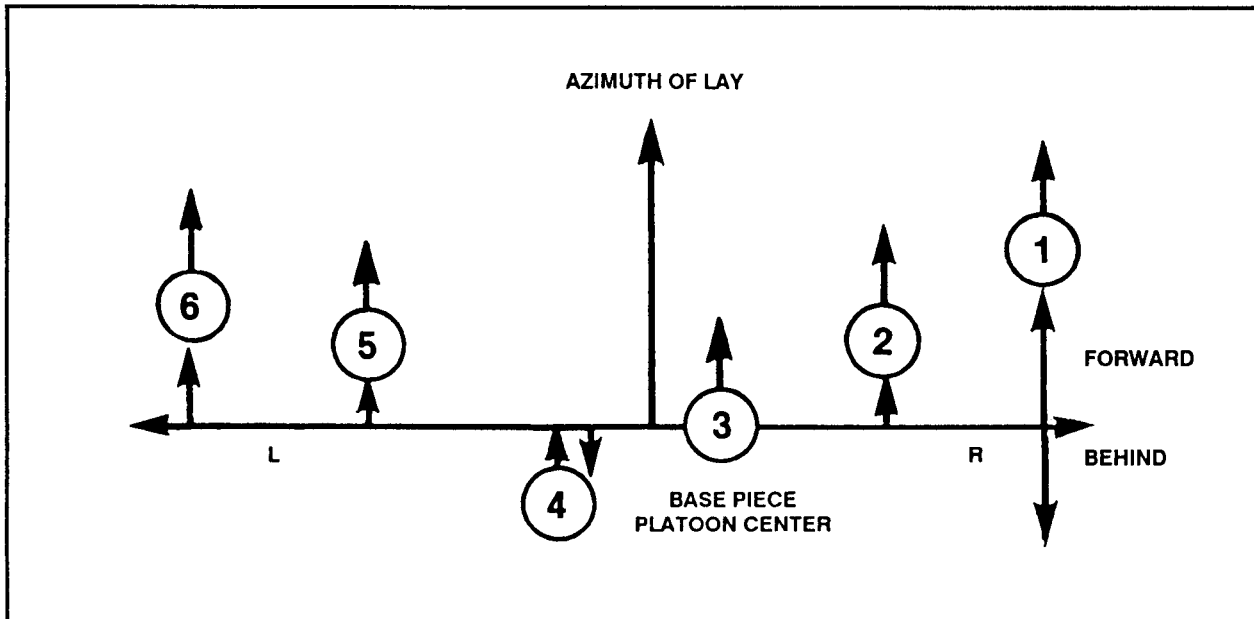 AZIMUTH OF LAY
1
6
2
5
FORWARD
3
L
R
BEHIND
4
BASE PIECE
PLATOON CENTER